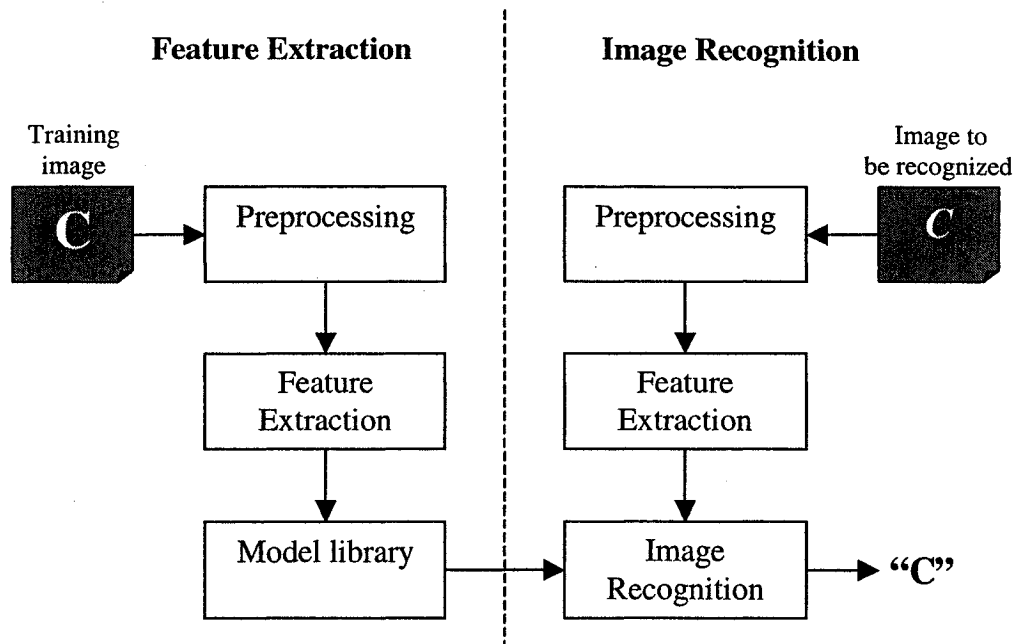 Feature Extraction
Image Recognition
Training
image
C
Preprocessing
Feature
Extraction
Model library
Image to
be recognized
C
Preprocessing
Feature
Extraction
Image
Recognition
“C”